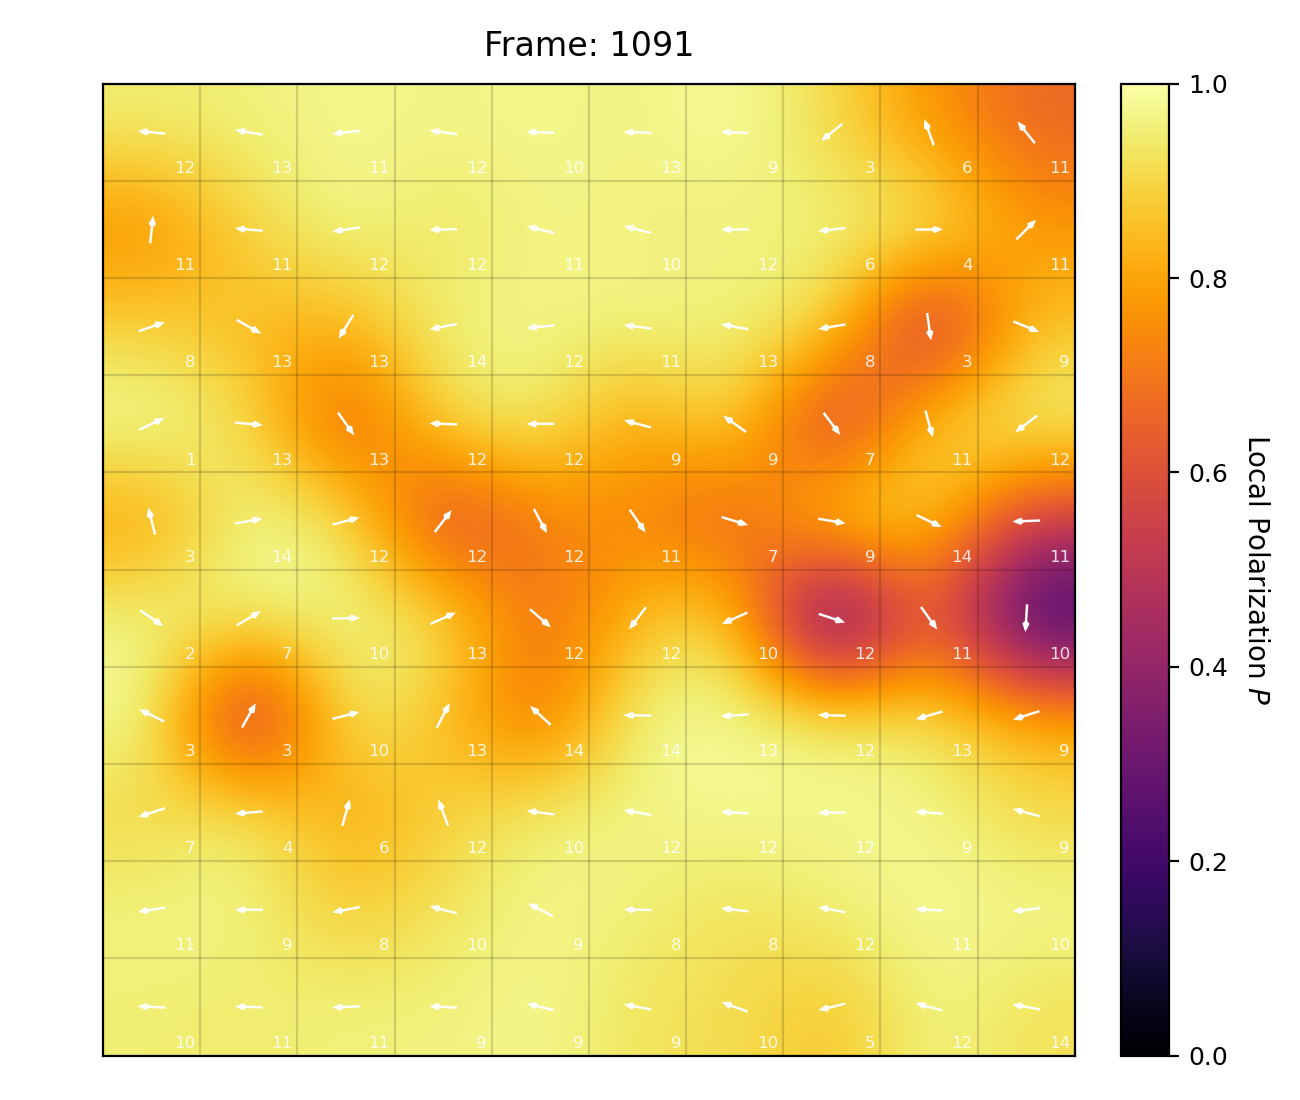 Frame: 1091
12 13 11 12 10 13 9 3 6 11
11 11 12 12 11 10 12 6 4 11
8 13 13 14 12 11 13 8 3 9
1 13 13 12 12 9 9 7 11 12
3 14 12 12 12 11 7 9 14 11
2 7 10 13 12 12 10 12 11 10
3 3 10 13 14 14 13 12 13 9
7 4 6 12 10 12 12 12 9 9
11 9 8 10 9 8 8 12 11 10
10 11 11 9 9 9 10 5 12 14
1.0
0.8
0.6
0.4
0.2
0.0
Local Polarization P